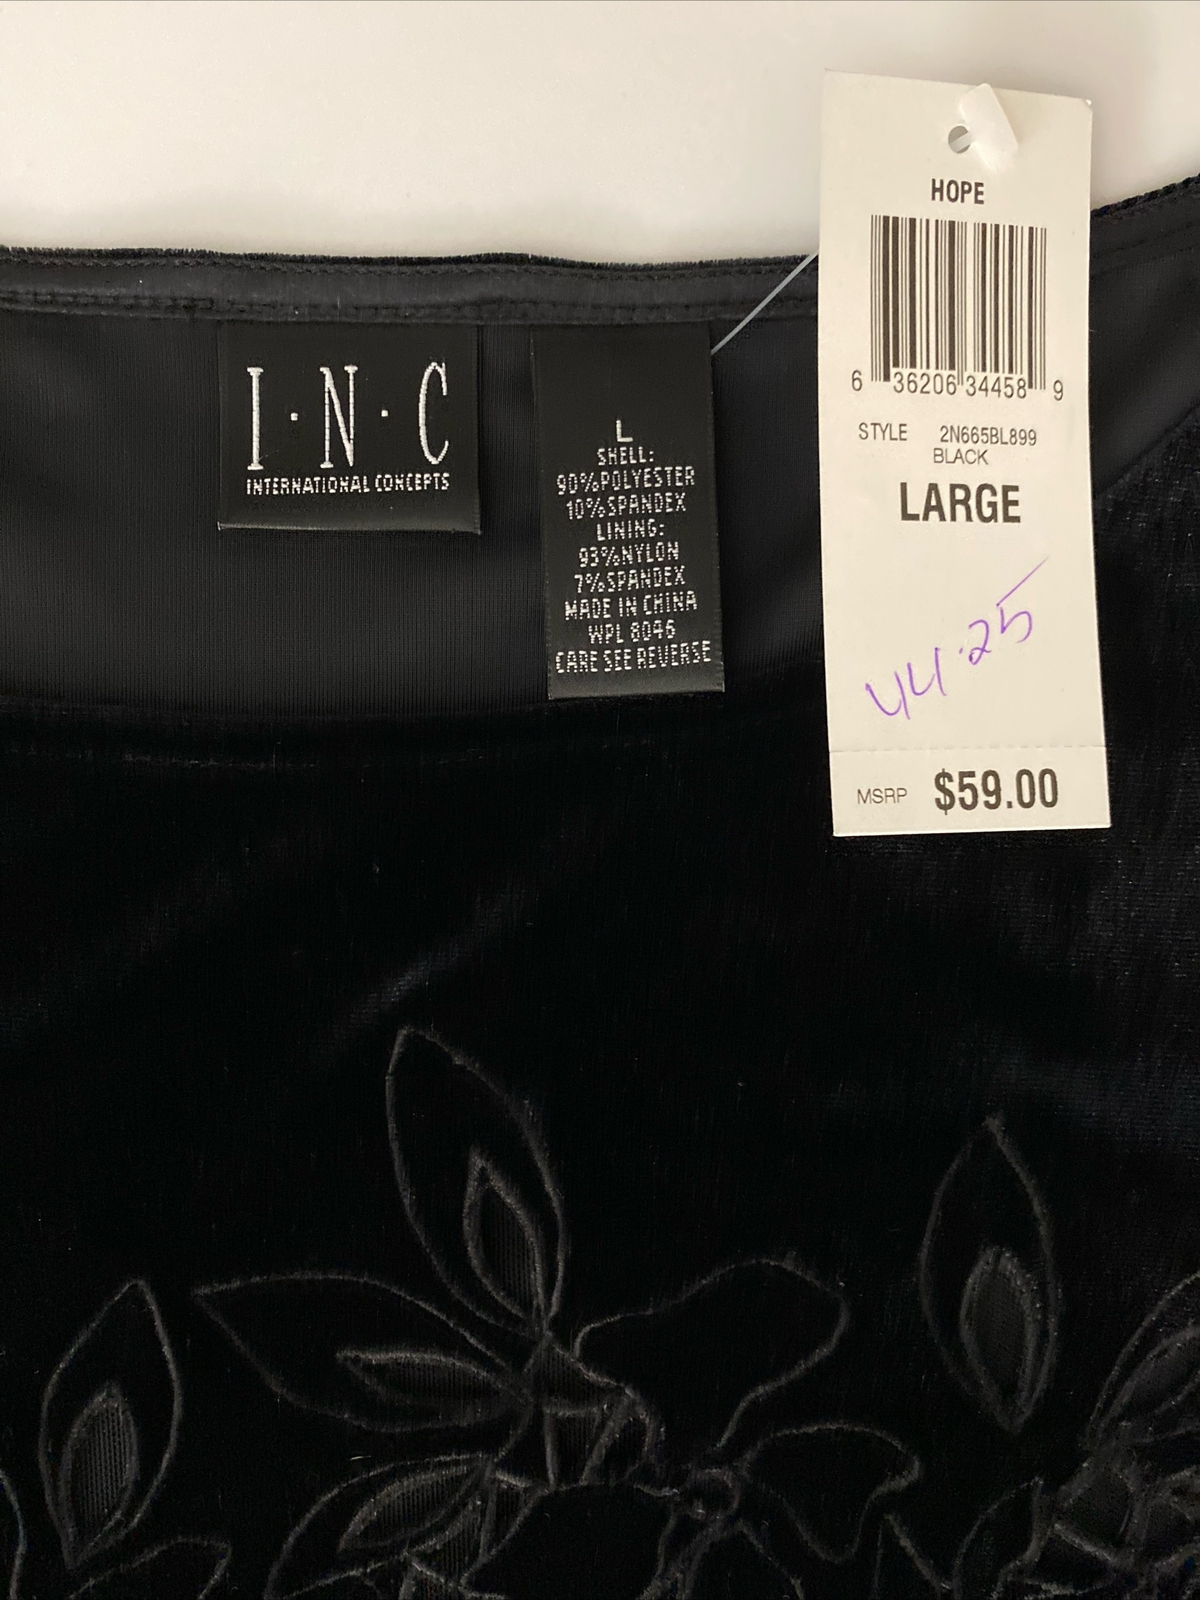 I·N·C
INTERNATIONAL CONCEPTS
L
SHELL:
90%POLYESTER
10%SPANDEX
LINING:
93%NYLON
7%SPANDEX
MADE IN CHINA
WPL 8046
CARE SEE REVERSE
HOPE
6 36206 34458 9
STYLE 2N665BL899
BLACK
LARGE
44.25
MSRP $59.00